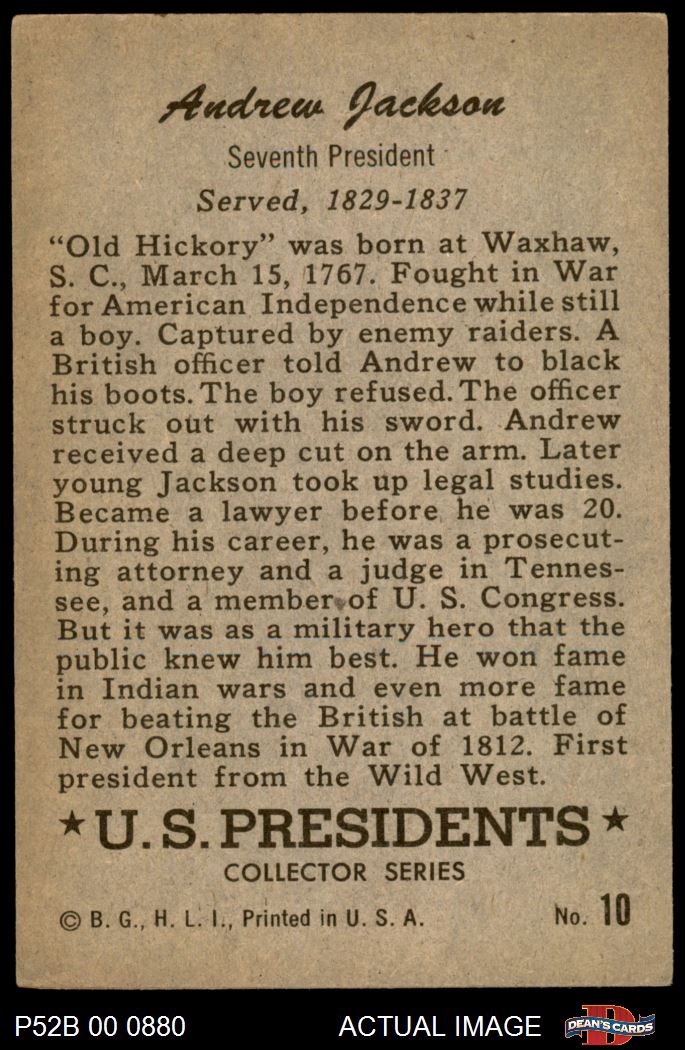 Andrew Jackson
Seventh President
Served, 1829-1837
“Old Hickory” was born at Waxhaw,
S. C., March 15, 1767. Fought in War
for American Independence while still
a boy. Captured by enemy raiders. A
British officer told Andrew to black
his boots. The boy refused. The officer
struck out with his sword. Andrew
received a deep cut on the arm. Later
young Jackson took up legal studies.
Became a lawyer before he was 20.
During his career, he was a prosecut-
ing attorney and a judge in Tennes-
see, and a member of U. S. Congress.
But it was as a military hero that the
public knew him best. He won fame
in Indian wars and even more fame
for beating the British at battle of
New Orleans in War of 1812. First
president from the Wild West.
★ U. S. PRESIDENTS ★
COLLECTOR SERIES
© B. G., H. L. I., Printed in U. S. A. No. 10
P52B 00 0880 ACTUAL IMAGE D DEAN'S CARDS